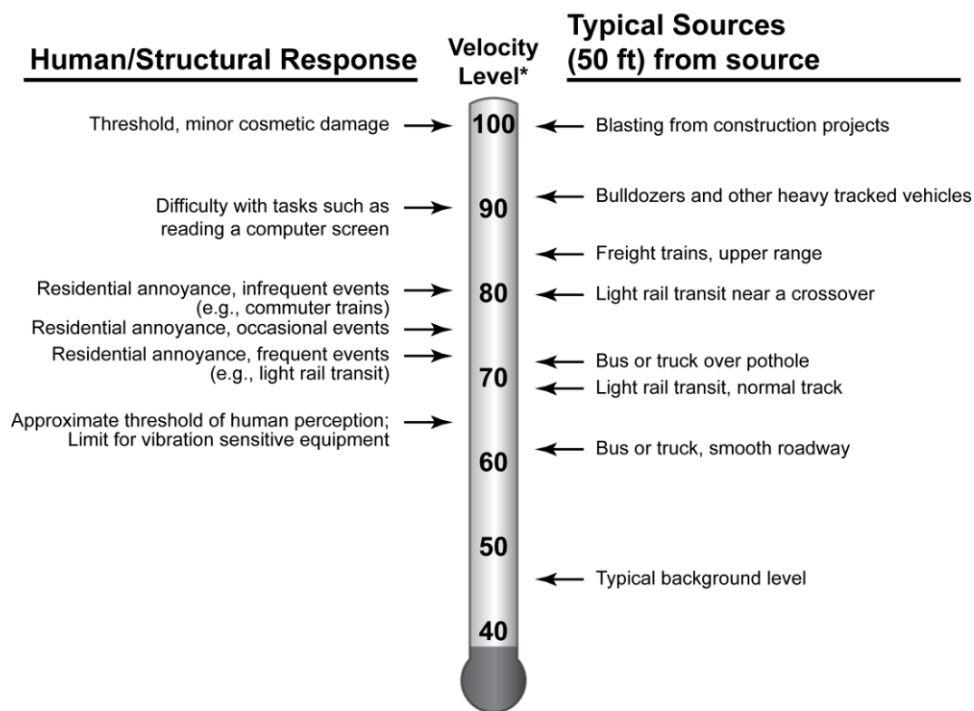 Human/Structural Response
Velocity
Level*
Typical Sources
(50 ft) from source
Threshold, minor cosmetic damage
100
Blasting from construction projects
Bulldozers and other heavy tracked vehicles
Difficulty with tasks such as
reading a computer screen
90
Freight trains, upper range
Residential annoyance, infrequent events
(e.g., commuter trains)
80
Light rail transit near a crossover
Residential annoyance, occasional events
Residential annoyance, frequent events
(e.g., light rail transit)
Bus or truck over pothole
70
Light rail transit, normal track
Approximate threshold of human perception;
Limit for vibration sensitive equipment
Bus or truck, smooth roadway
60
50
Typical background level
40